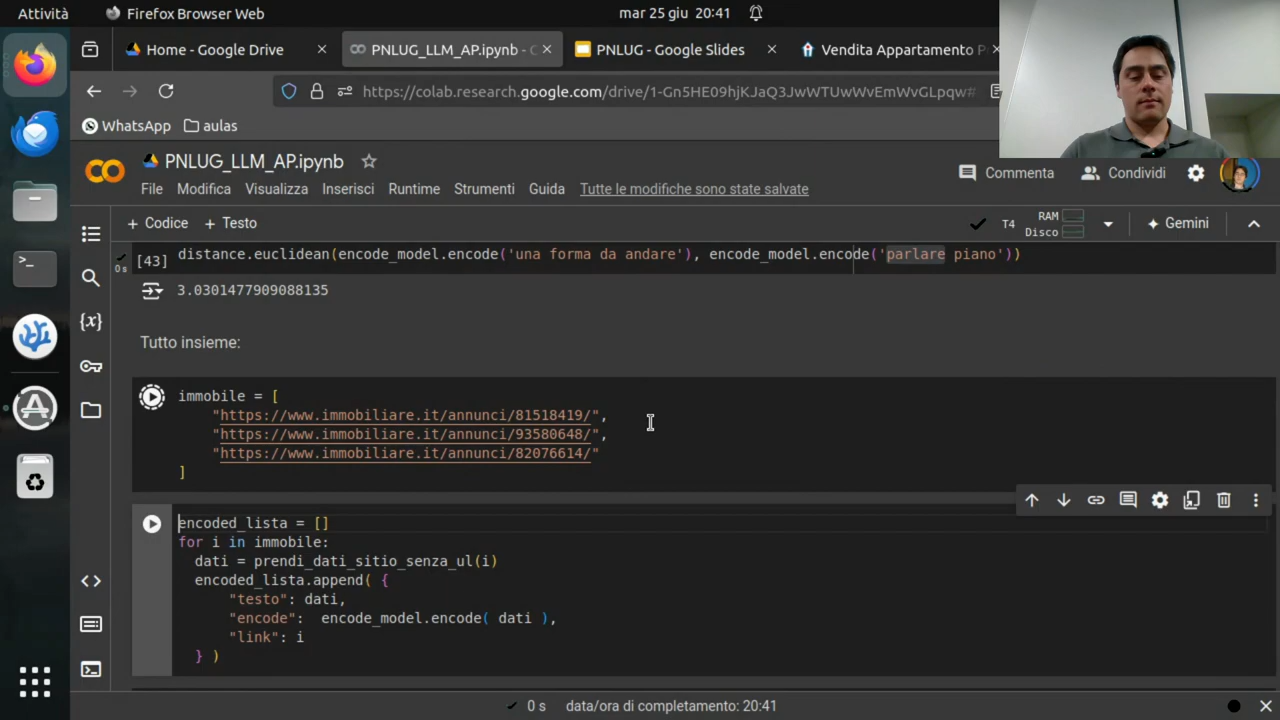 Attività
Firefox Browser Web
mar 25 giu 20:41
Home - Google Drive
PNLUG_LLM_AP.ipynb - C
PNLUG - Google Slides
Vendita Appartamento P
https://colab.research.google.com/drive/1-Gn5HE09hjKJaQ3JwWTUwWvEmWvGLpqw#
WhatsApp
aulas
PNLUG_LLM_AP.ipynb
Commenta
Condividi
File Modifica Visualizza Inserisci Runtime Strumenti Guida Tutte le modifiche sono state salvate
+ Codice + Testo
T4
RAM
Disco
Gemini
[43]
0s
distance.euclidean(encode_model.encode('una forma da andare'), encode_model.encode('parlare piano'))
3.0301477909088135
Tutto insieme:
immobile = [
"https://www.immobiliare.it/annunci/81518419/",
"https://www.immobiliare.it/annunci/93580648/",
"https://www.immobiliare.it/annunci/82076614/"
]
encoded_lista = []
for i in immobile:
dati = prendi_dati_sitio_senza_ul(i)
encoded_lista.append( {
"testo": dati,
"encode":  encode_model.encode( dati ),
"link": i
} )
0 s data/ora di completamento: 20:41